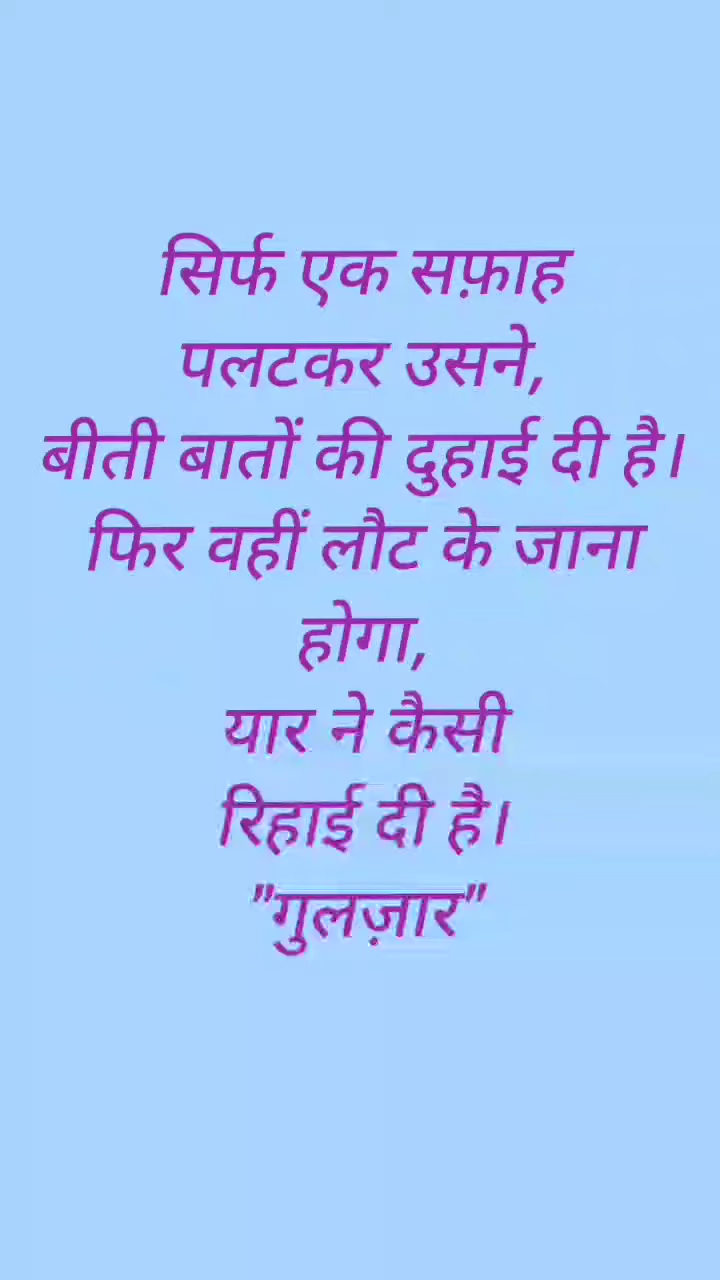 सिर्फ एक सफ़ाह
पलटकर उसने,
बीती बातों की दुहाई दी है।
फिर वहीं लौट के जाना
होगा,
यार ने कैसी
रिहाई दी है।
"गुलज़ार"